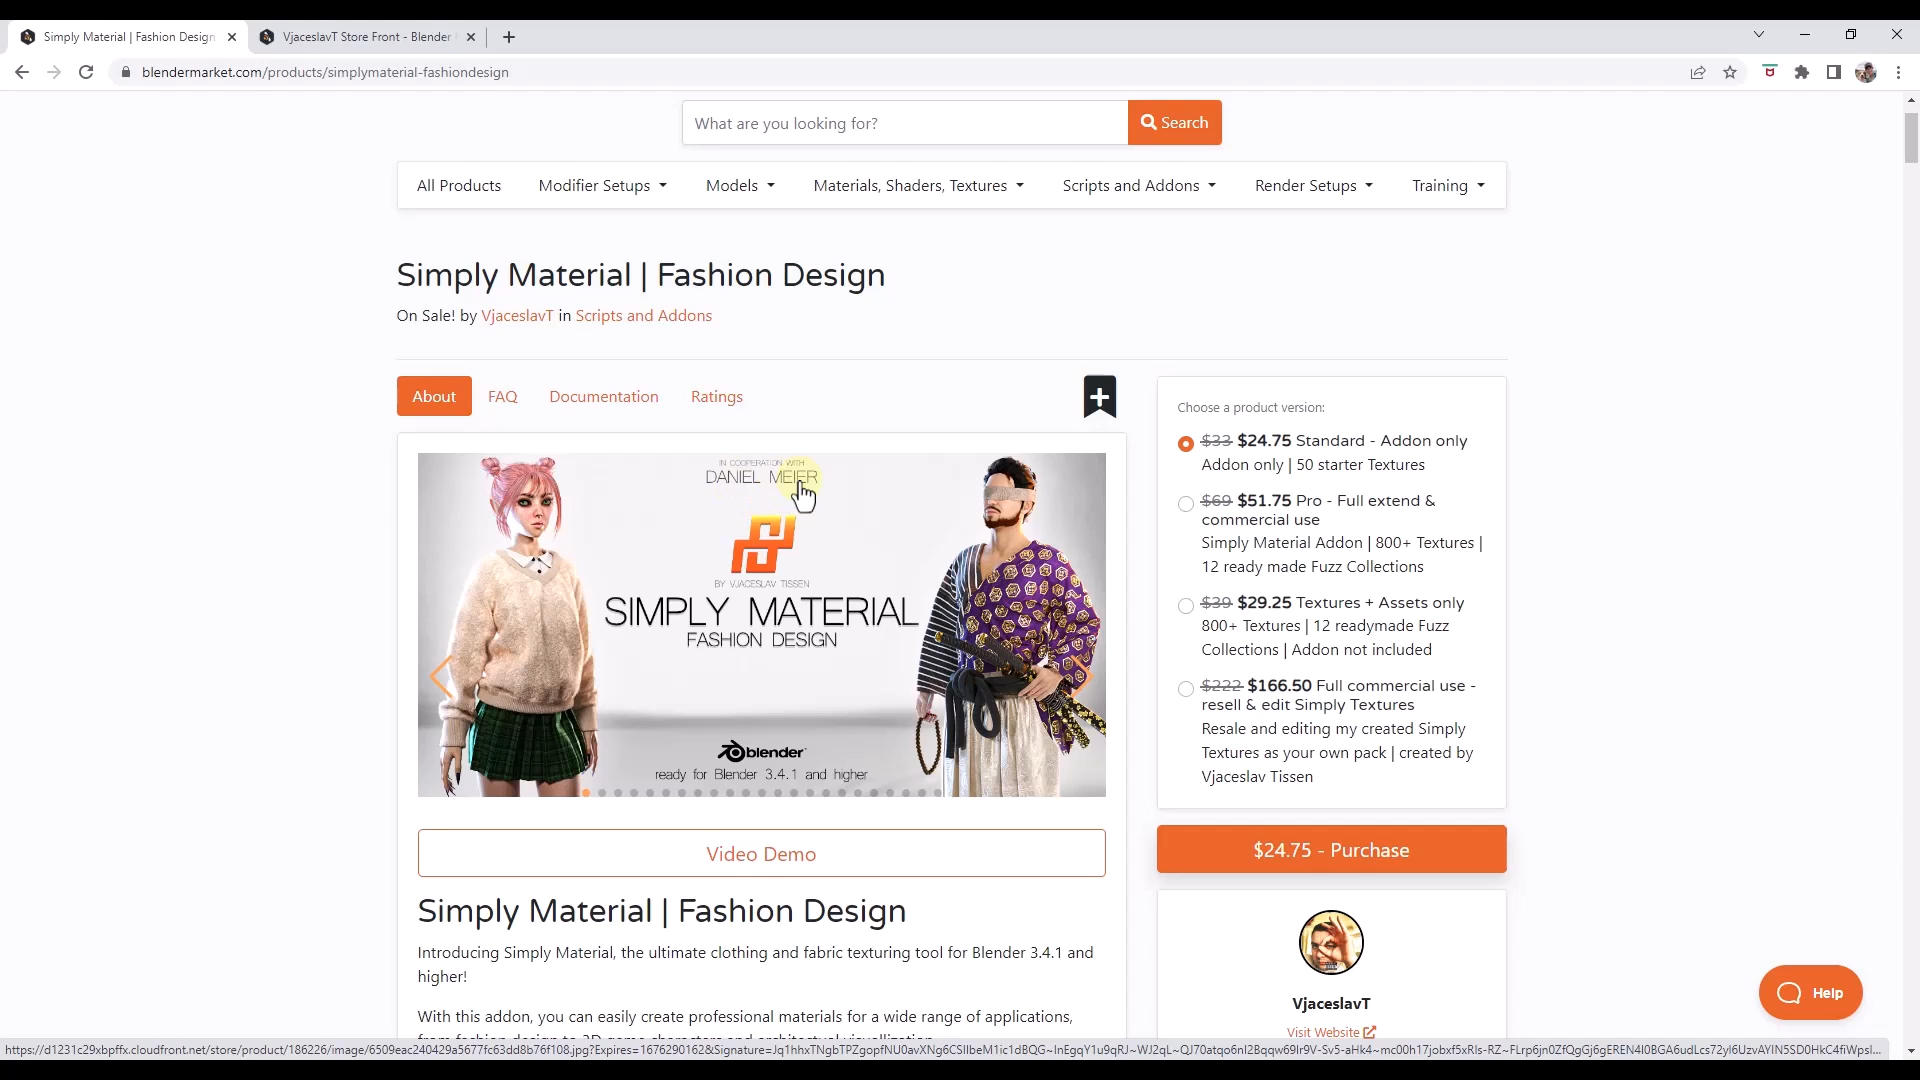 Simply Material | Fashion Design
VjaceslavT Store Front - Blender
blendermarket.com/products/simplymaterial-fashiondesign
What are you looking for?
Search
All Products
Modifier Setups
Models
Materials, Shaders, Textures
Scripts and Addons
Render Setups
Training
Simply Material | Fashion Design
On Sale! by VjaceslavT in Scripts and Addons
About
FAQ
Documentation
Ratings
IN COOPERATION WITH
DANIEL MEIER
BY VJACESLAV TISSEN
SIMPLY MATERIAL
FASHION DESIGN
blender
ready for Blender 3.4.1 and higher
Choose a product version:
$33 $24.75 Standard - Addon only
Addon only | 50 starter Textures
$69 $51.75 Pro - Full extend &
commercial use
Simply Material Addon | 800+ Textures |
12 ready made Fuzz Collections
$39 $29.25 Textures + Assets only
800+ Textures | 12 readymade Fuzz
Collections | Addon not included
$222 $166.50 Full commercial use -
resell & edit Simply Textures
Resale and editing my created Simply
Textures as your own pack | created by
Vjaceslav Tissen
$24.75 - Purchase
Video Demo
Simply Material | Fashion Design
Introducing Simply Material, the ultimate clothing and fabric texturing tool for Blender 3.4.1 and
higher!
With this addon, you can easily create professional materials for a wide range of applications,
VjaceslavT
Visit Website
Help